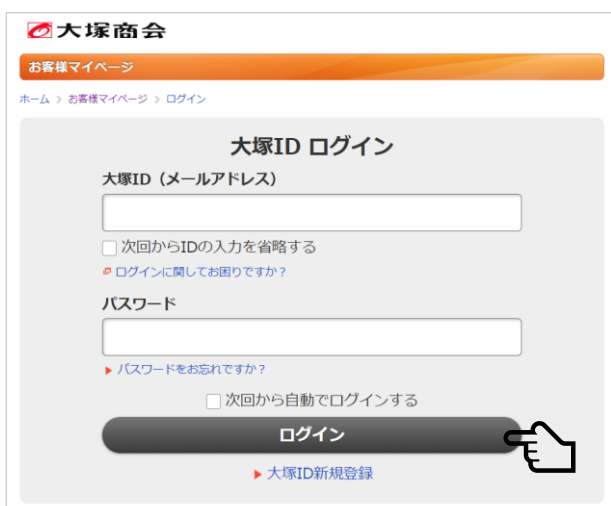 大塚商会
お客様マイページ
ホーム > お客様マイページ > ログイン
大塚ID ログイン
大塚ID（メールアドレス）
次回からIDの入力を省略する
ログインに関してお困りですか？
パスワード
パスワードをお忘れですか？
次回から自動でログインする
ログイン
大塚ID新規登録